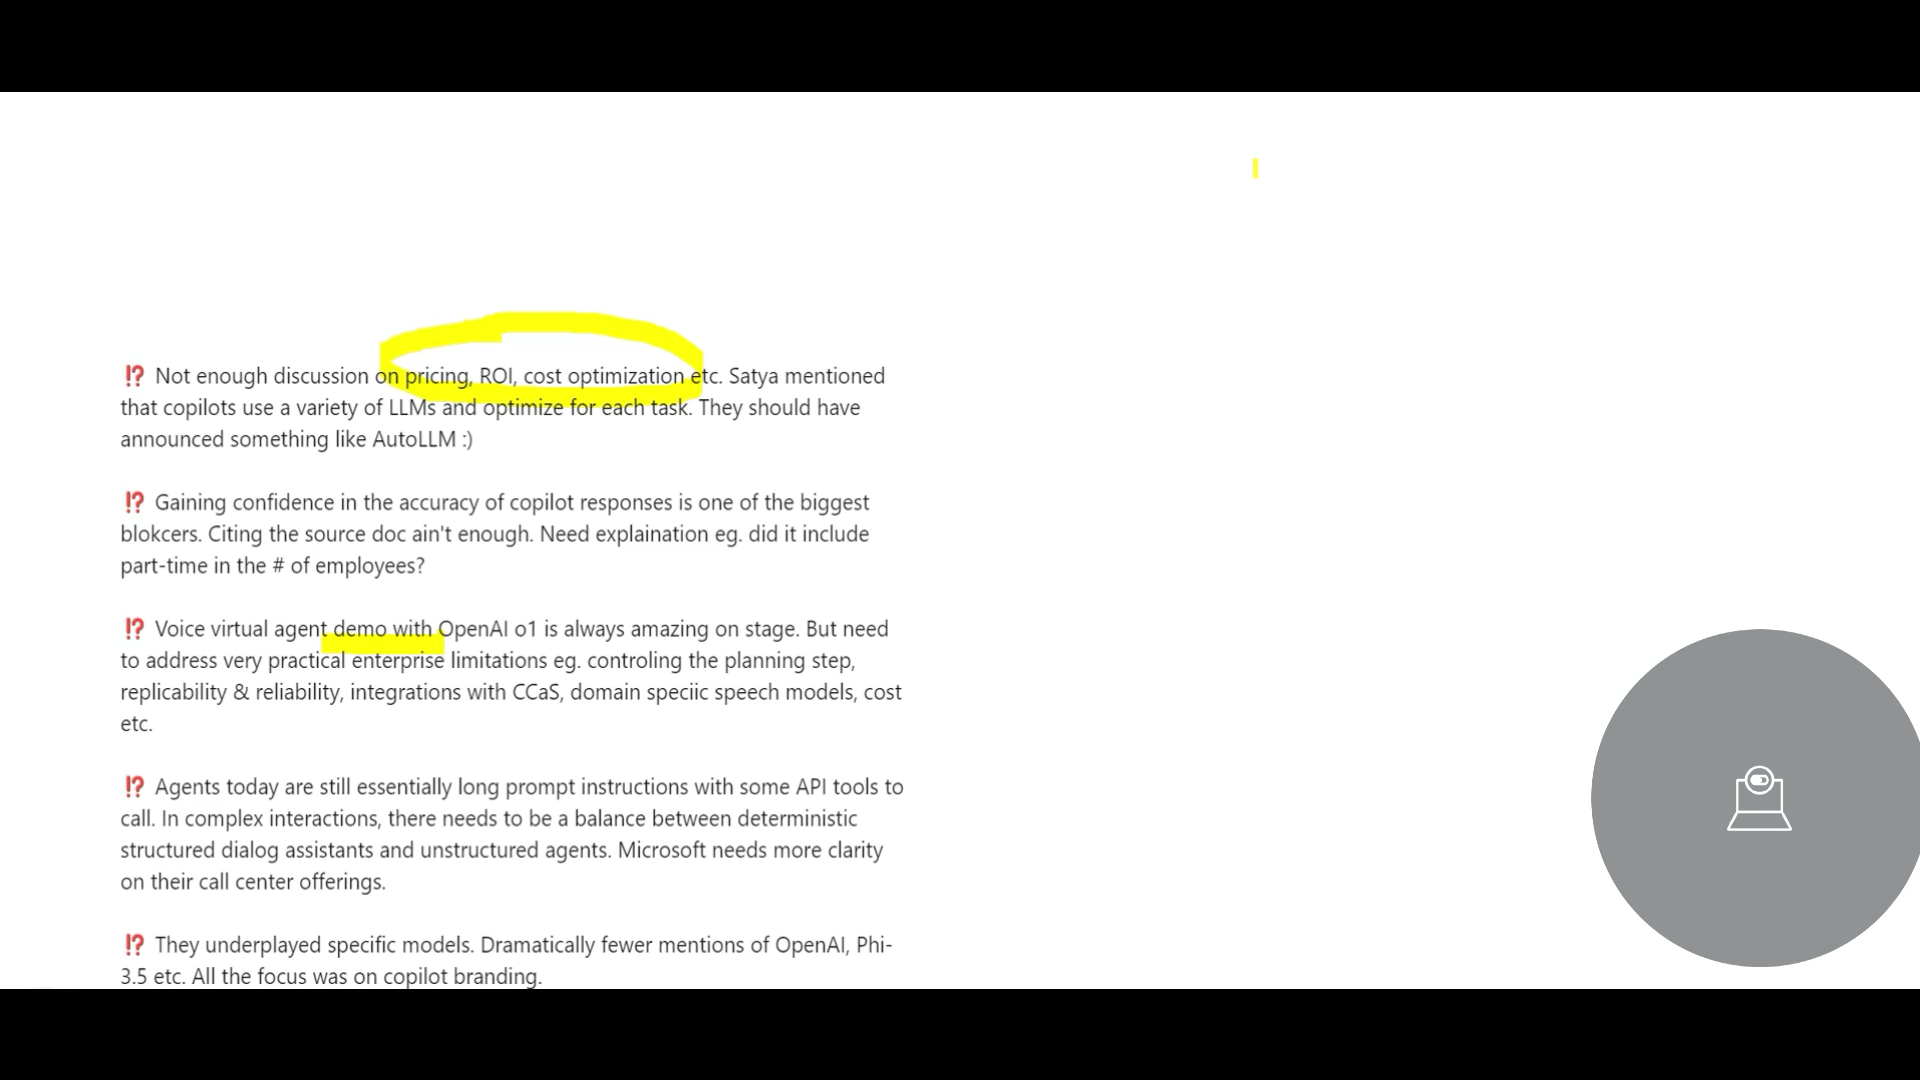 ⁉ Not enough discussion on pricing, ROI, cost optimization etc. Satya mentioned
that copilots use a variety of LLMs and optimize for each task. They should have
announced something like AutoLLM :)
⁉ Gaining confidence in the accuracy of copilot responses is one of the biggest
blokcers. Citing the source doc ain't enough. Need explaination eg. did it include
part-time in the # of employees?
⁉ Voice virtual agent demo with OpenAI o1 is always amazing on stage. But need
to address very practical enterprise limitations eg. controling the planning step,
replicability & reliability, integrations with CCaS, domain speciic speech models, cost
etc.
⁉ Agents today are still essentially long prompt instructions with some API tools to
call. In complex interactions, there needs to be a balance between deterministic
structured dialog assistants and unstructured agents. Microsoft needs more clarity
on their call center offerings.
⁉ They underplayed specific models. Dramatically fewer mentions of OpenAI, Phi-
3.5 etc. All the focus was on copilot branding.